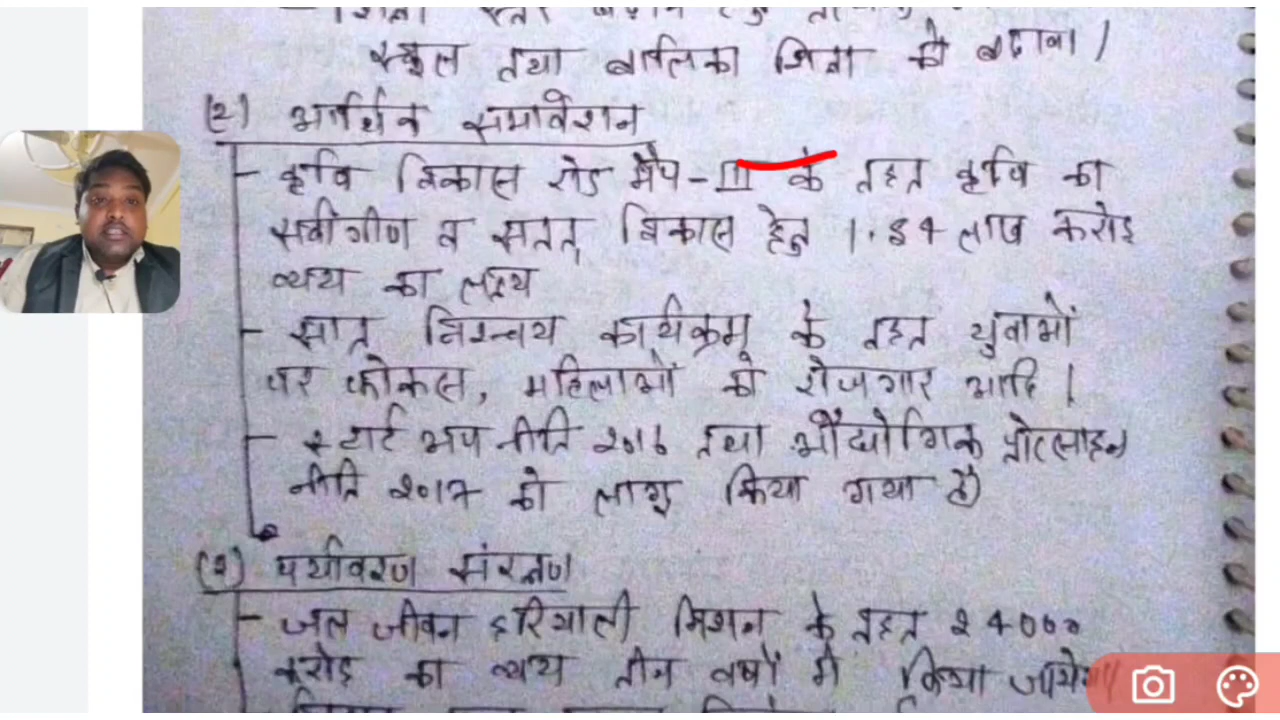 स्कूल तथा बालिका शिक्षा को बढ़ावा /
(2) आर्थिक समावेशन
- कृषि विकास रोड मैप - III के तहत कृषि का
सर्वांगीण व सतत् विकास हेतु 1.54 लाख करोड़
व्यय का लक्ष्य
- सात निश्चय कार्यक्रम के तहत युवाओं
पर फोकस, महिलाओं को रोजगार आदि ।
- स्टार्ट अप नीति 2016 तथा औद्योगिक प्रोत्साहन
नीति 2017 को लागू किया गया है
(3) पर्यावरण संरक्षण
- जल जीवन हरियाली मिशन के तहत 24000
करोड़ का व्यय तीन वर्षों में किया जायेगा